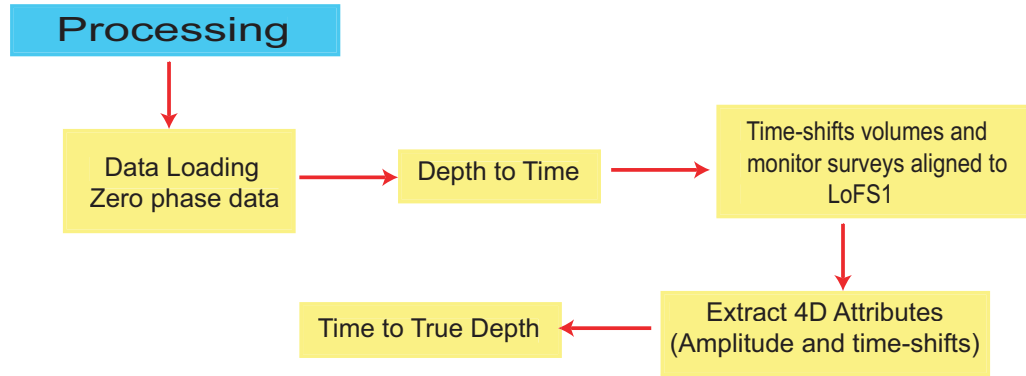 Processing
Data Loading
Zero phase data
Depth to Time
Time-shifts volumes and
monitor surveys aligned to
LoFS1
Extract 4D Attributes
(Amplitude and time-shifts)
Time to True Depth